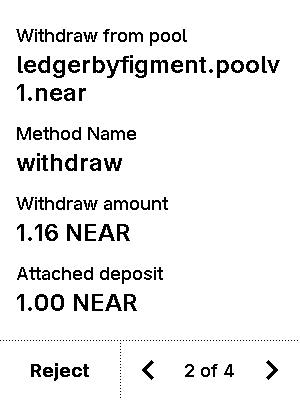 Withdraw from pool
ledgerbyfigment.poolv
1.near
Method Name
withdraw
Withdraw amount
1.16 NEAR
Attached deposit
1.00 NEAR
Reject
2 of 4